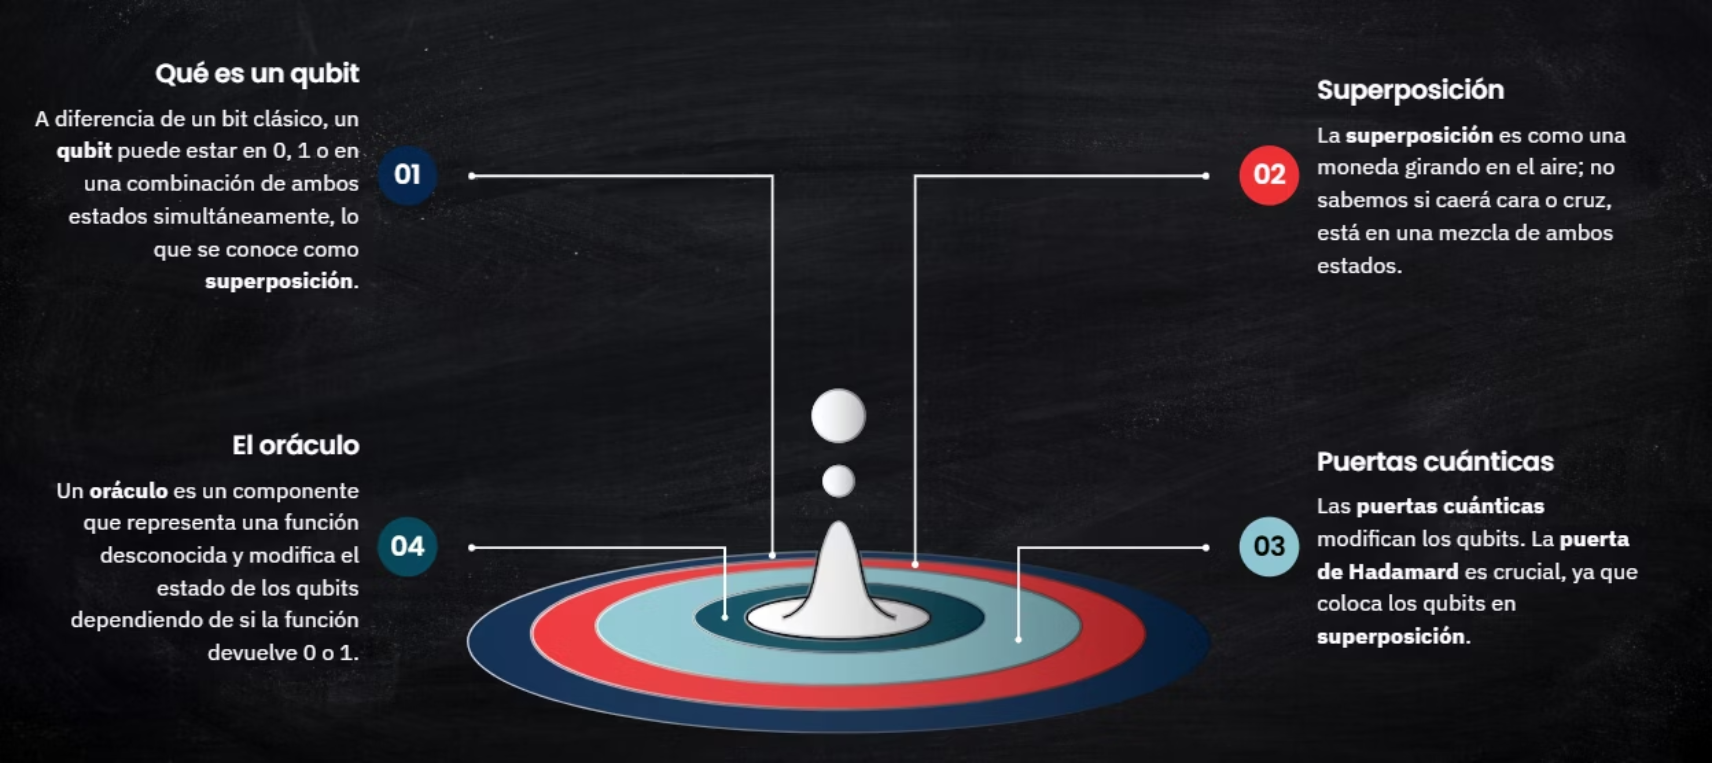 Qué es un qubit
A diferencia de un bit clásico, un
qubit puede estar en 0, 1 o en
una combinación de ambos
estados simultáneamente, lo
que se conoce como
superposición.
01
02
Superposición
La superposición es como una
moneda girando en el aire; no
sabemos si caerá cara o cruz,
está en una mezcla de ambos
estados.
El oráculo
Un oráculo es un componente
que representa una función
desconocida y modifica el
estado de los qubits
dependiendo de si la función
devuelve 0 o 1.
04
03
Puertas cuánticas
Las puertas cuánticas
modifican los qubits. La puerta
de Hadamard es crucial, ya que
coloca los qubits en
superposición.